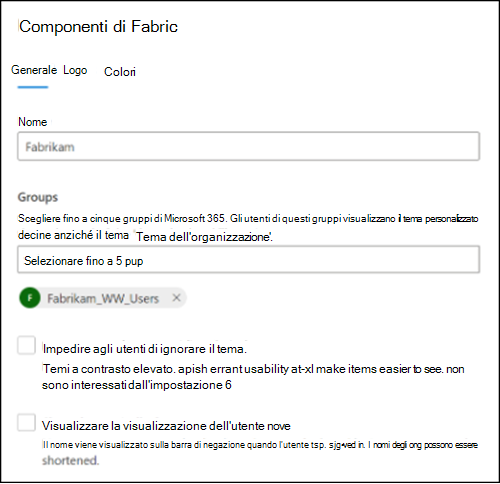 Componenti di Fabric
Generale Logo Colori
Nome
Fabrikam
Groups
Scegliere fino a cinque gruppi di Microsoft 365. Gli utenti di questi gruppi visualizzano il tema personalizzato
decine anziché il tema 'Tema dell'organizzazione'.
Selezionare fino a 5 pup
F Fabrikam_WW_Users ×
Impedire agli utenti di ignorare il tema.
Temi a contrasto elevato. apish errant usability at-xl make items easier to see. non
sono interessati dall'impostazione 6
Visualizzare la visualizzazione dell'utente nove
Il nome viene visualizzato sulla barra di negazione quando l'utente tsp. sjg+ved in. I nomi degli org possono essere
shortened.